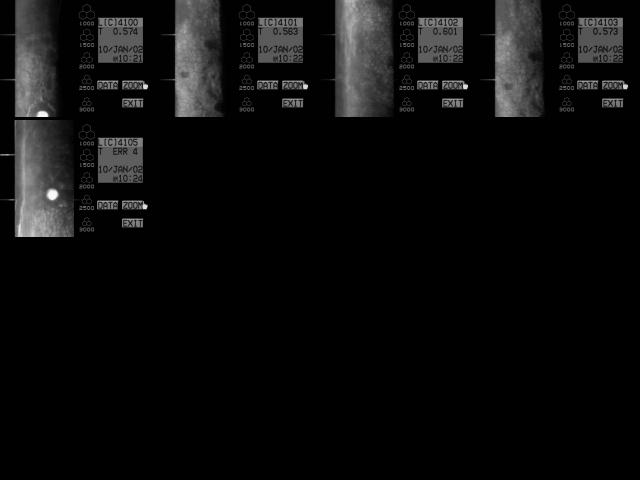 1000
1500
2000
2500
3000
L(C)4100
T 0.574
10/JAN/02
10:21
DATA ZOOM
EXIT
1000
1500
2000
2500
3000
L(C)4101
T 0.563
10/JAN/02
10:22
DATA ZOOM
EXIT
1000
1500
2000
2500
3000
L(C)4102
T 0.601
10/JAN/02
10:22
DATA ZOOM
EXIT
1000
1500
2000
2500
3000
L(C)4103
T 0.573
10/JAN/02
10:22
DATA ZOOM
EXIT
1000
1500
2000
2500
3000
L(C)4105
T ERR 4
10/JAN/02
10:24
DATA ZOOM
EXIT